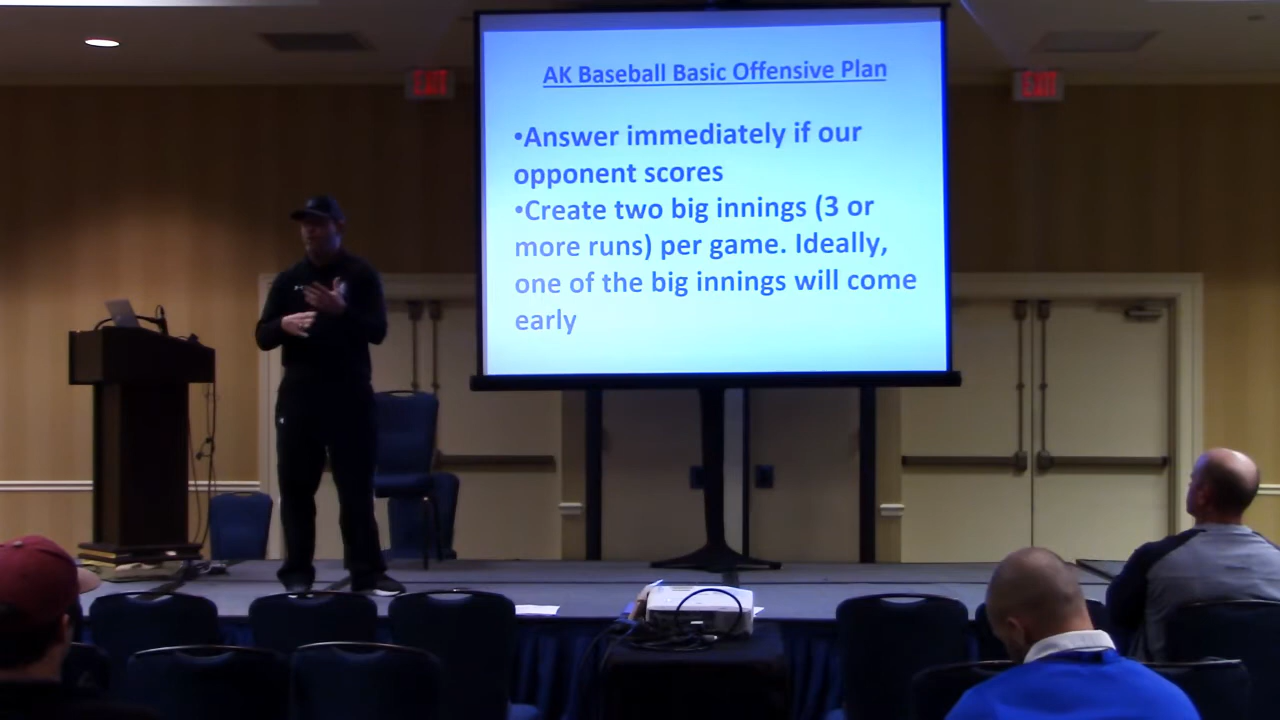 EXIT
EXIT
AK Baseball Basic Offensive Plan
•Answer immediately if our
opponent scores
•Create two big innings (3 or
more runs) per game. Ideally,
one of the big innings will come
early